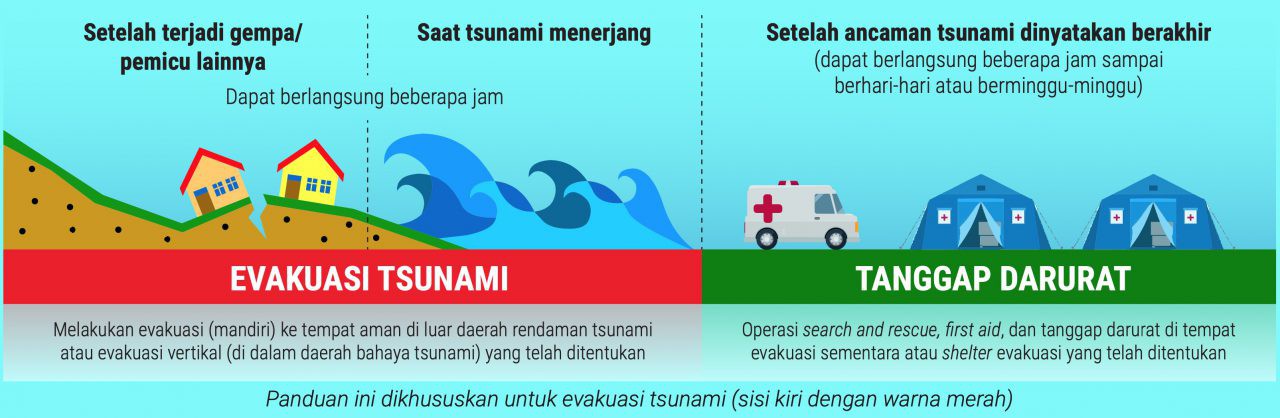 Setelah terjadi gempa/
pemicu lainnya
Saat tsunami menerjang
Dapat berlangsung beberapa jam
Setelah ancaman tsunami dinyatakan berakhir
(dapat berlangsung beberapa jam sampai
berhari-hari atau berminggu-minggu)
EVAKUASI TSUNAMI
Melakukan evakuasi (mandiri) ke tempat aman di luar daerah rendaman tsunami
atau evakuasi vertikal (di dalam daerah bahaya tsunami) yang telah ditentukan
TANGGAP DARURAT
Operasi search and rescue, first aid, dan tanggap darurat di tempat
evakuasi sementara atau shelter evakuasi yang telah ditentukan
Panduan ini dikhususkan untuk evakuasi tsunami (sisi kiri dengan warna merah)